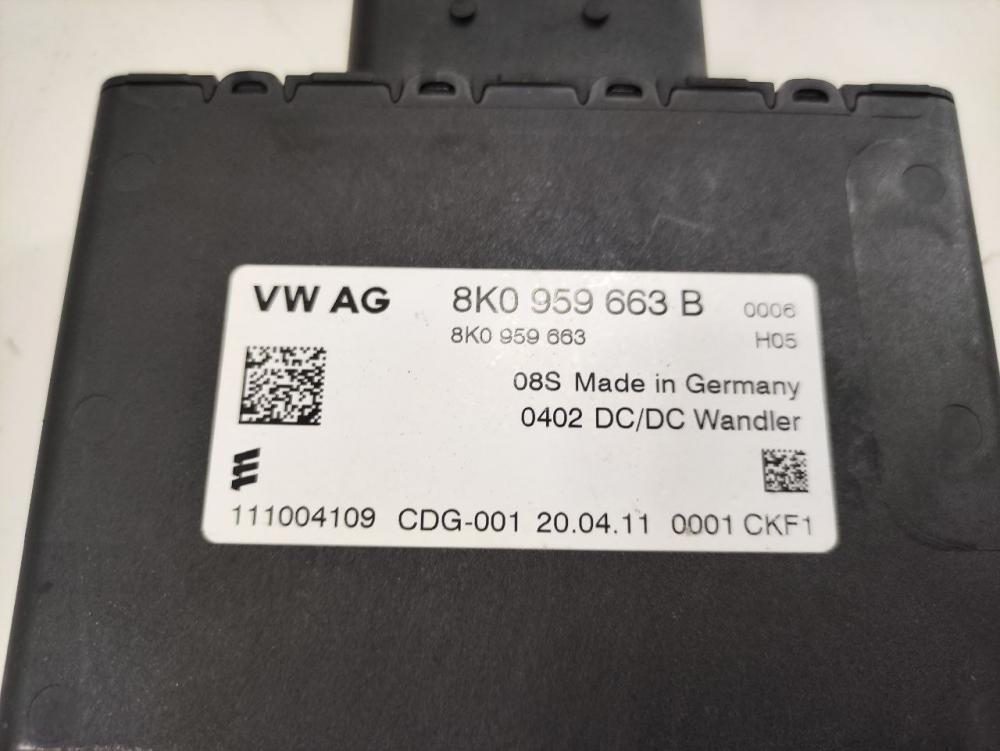 VW AG 8K0 959 663 B 0006
8K0 959 663 H05
08S Made in Germany
0402 DC/DC Wandler
111004109 CDG-001 20.04.11 0001 CKF1